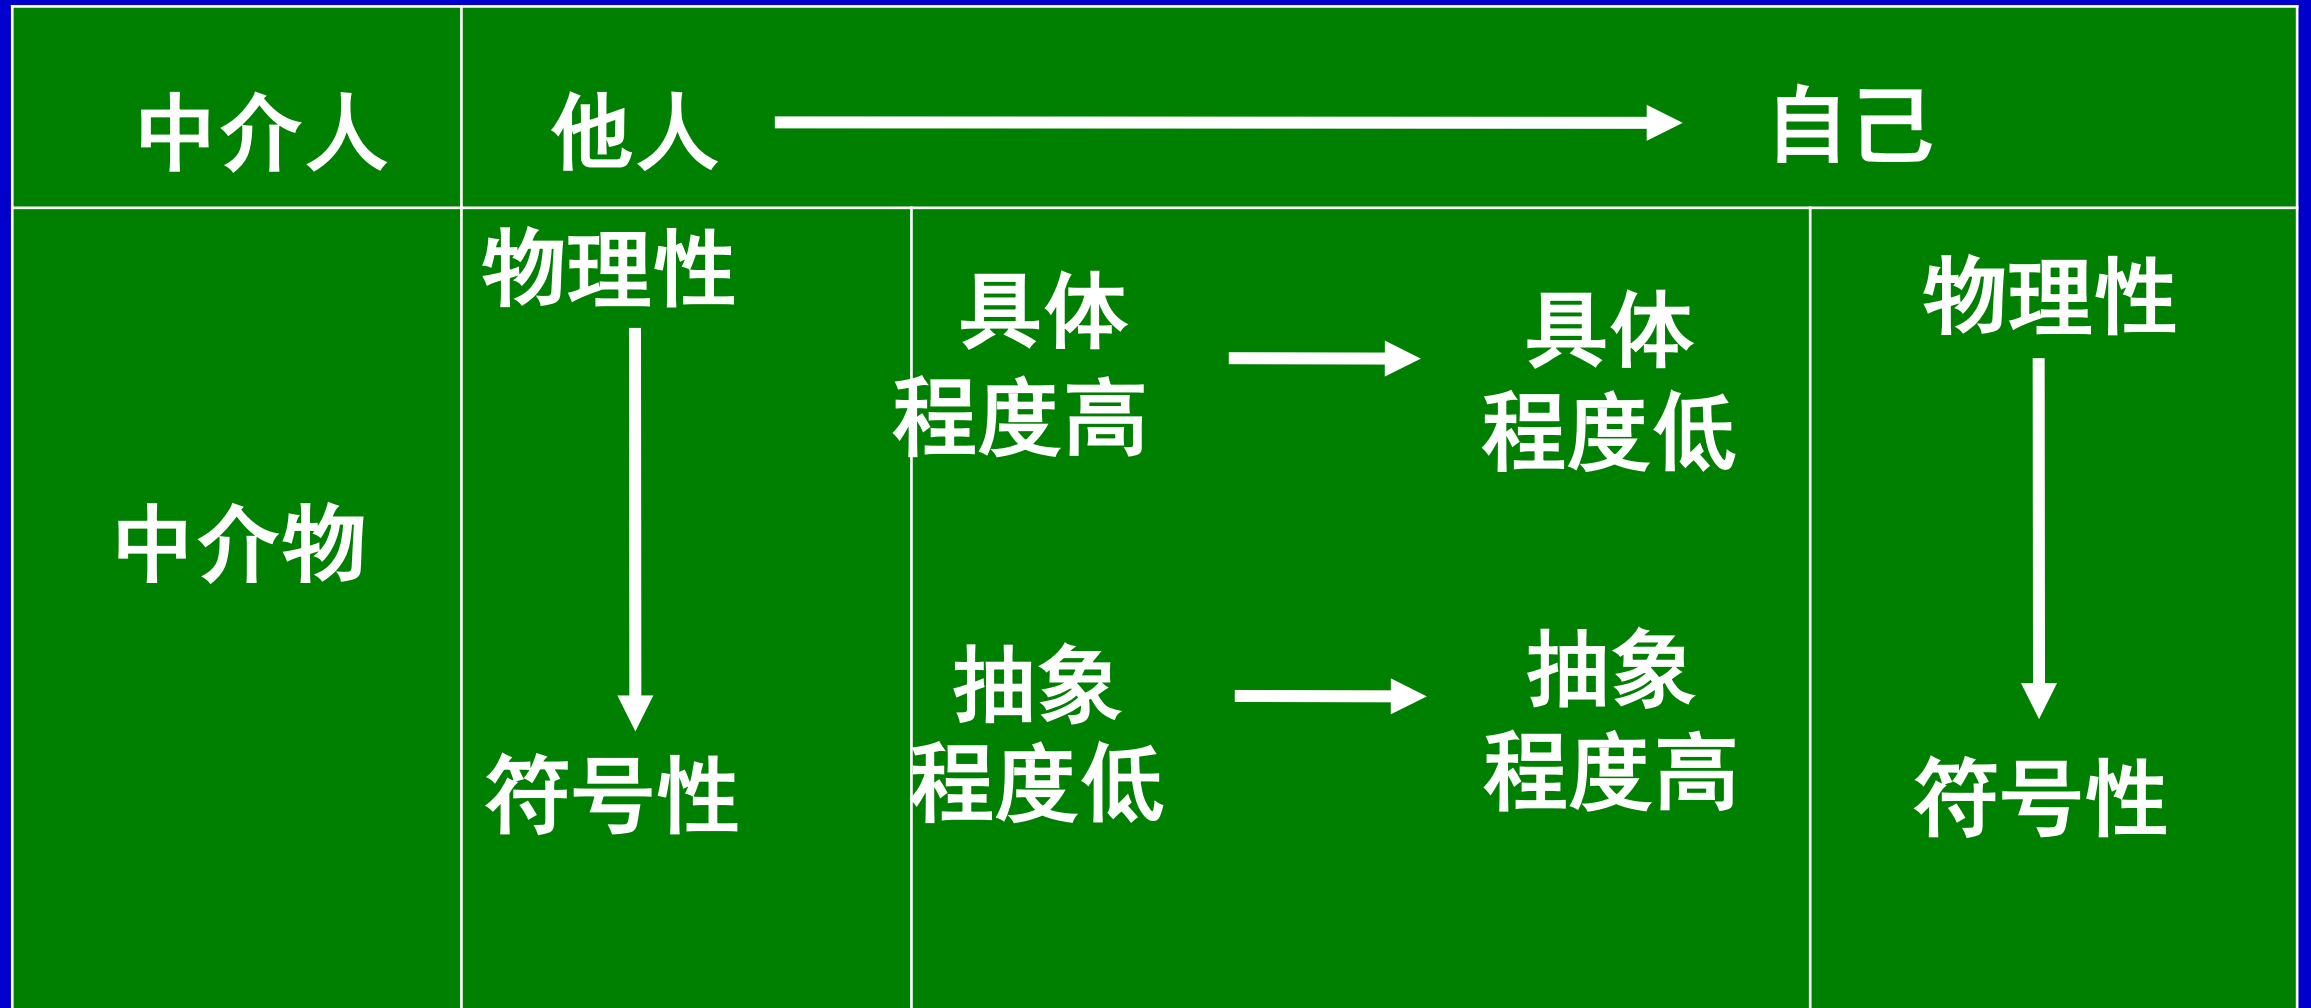 中介人
他人
自己
中介物
物理性
符号性
具体
程度高
具体
程度低
抽象
程度低
抽象
程度高
物理性
符号性